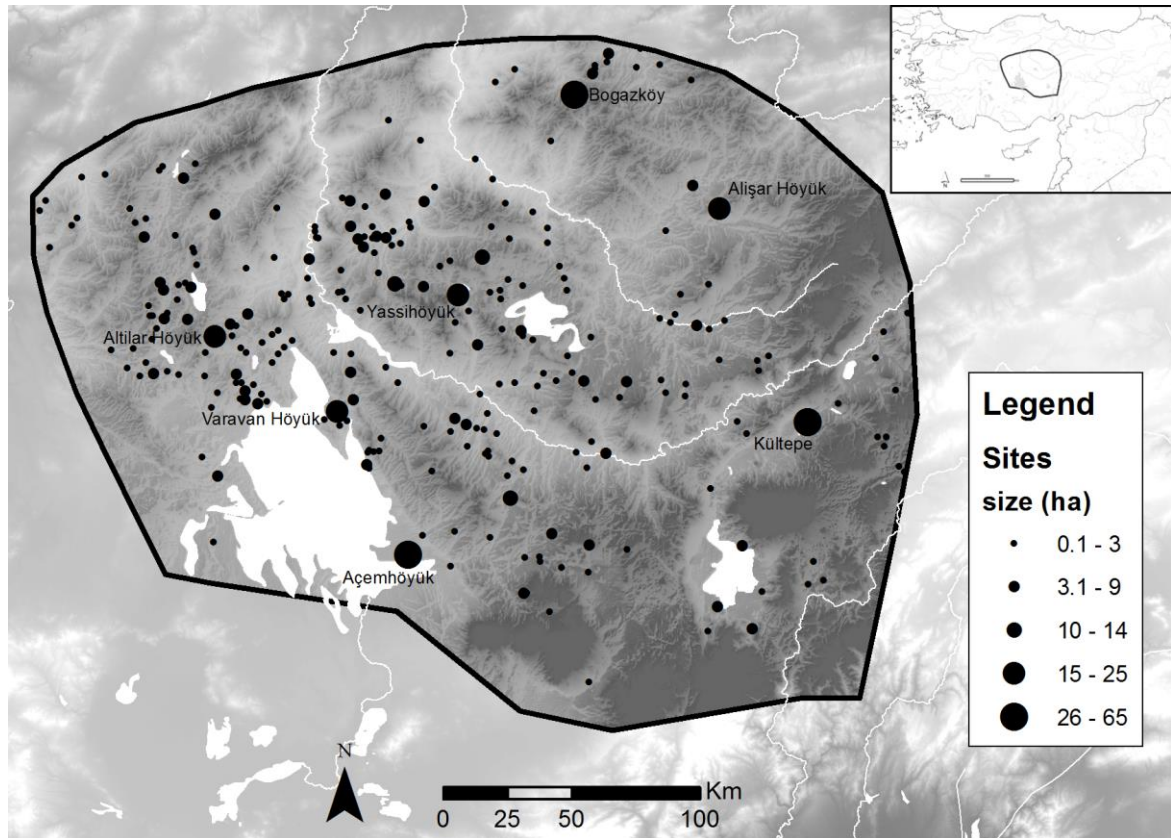 Bogazköy
Alişar Höyük
Yassihöyük
Altilar Höyük
Varavan Höyük
Kültepe
Açemhöyük
Legend
Sites
size (ha)
0.1 - 3
3.1 - 9
10 - 14
15 - 25
26 - 65
N
Km
0 25 50 100